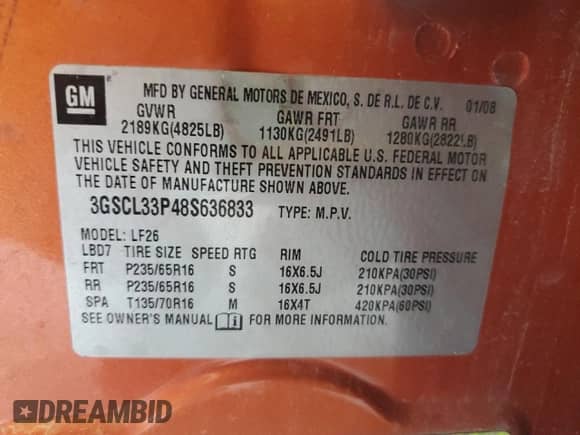 GM
MFD BY GENERAL MOTORS DE MEXICO, S. DE R.L. DE C.V. 01/08
GVWR GAWR FRT GAWR RR
2189KG(4825LB) 1130KG(2491LB) 1280KG(2822LB)
THIS VEHICLE CONFORMS TO ALL APPLICABLE U.S. FEDERAL MOTOR
VEHICLE SAFETY AND THEFT PREVENTION STANDARDS IN EFFECT ON
THE DATE OF MANUFACTURE SHOWN ABOVE.
3GSCL33P48S636833 TYPE: M.P.V.
MODEL: LF26
LBD7 TIRE SIZE SPEED RTG RIM COLD TIRE PRESSURE
FRT P235/65R16 S 16X6.5J 210KPA(30PSI)
RR P235/65R16 S 16X6.5J 210KPA(30PSI)
SPA T135/70R16 M 16X4T 420KPA(60PSI)
SEE OWNER'S MANUAL i FOR MORE INFORMATION.
DREAMBID